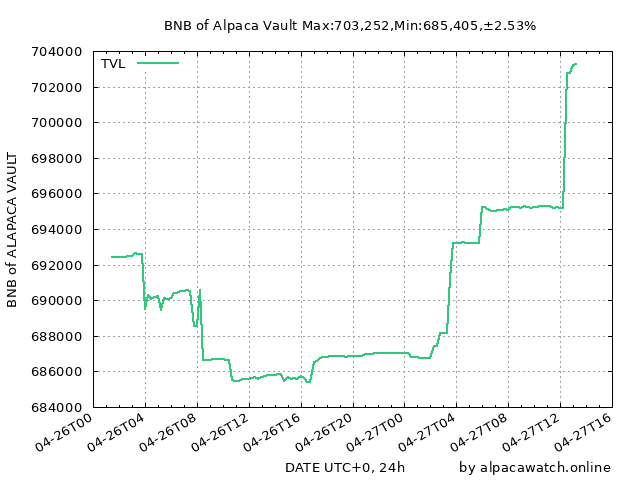 BNB of Alpaca Vault Max:703,252,Min:685,405,±2.53%
704000
TVL
702000
700000
698000
696000
694000
692000
690000
688000
686000
684000
BNB of ALAPACA VAULT
04-26T00
04-26T04
04-26T08
04-26T12
04-26T16
04-26T20
04-27T00
04-27T04
04-27T08
04-27T12
04-27T16
DATE UTC+0, 24h
by alpacawatch.online